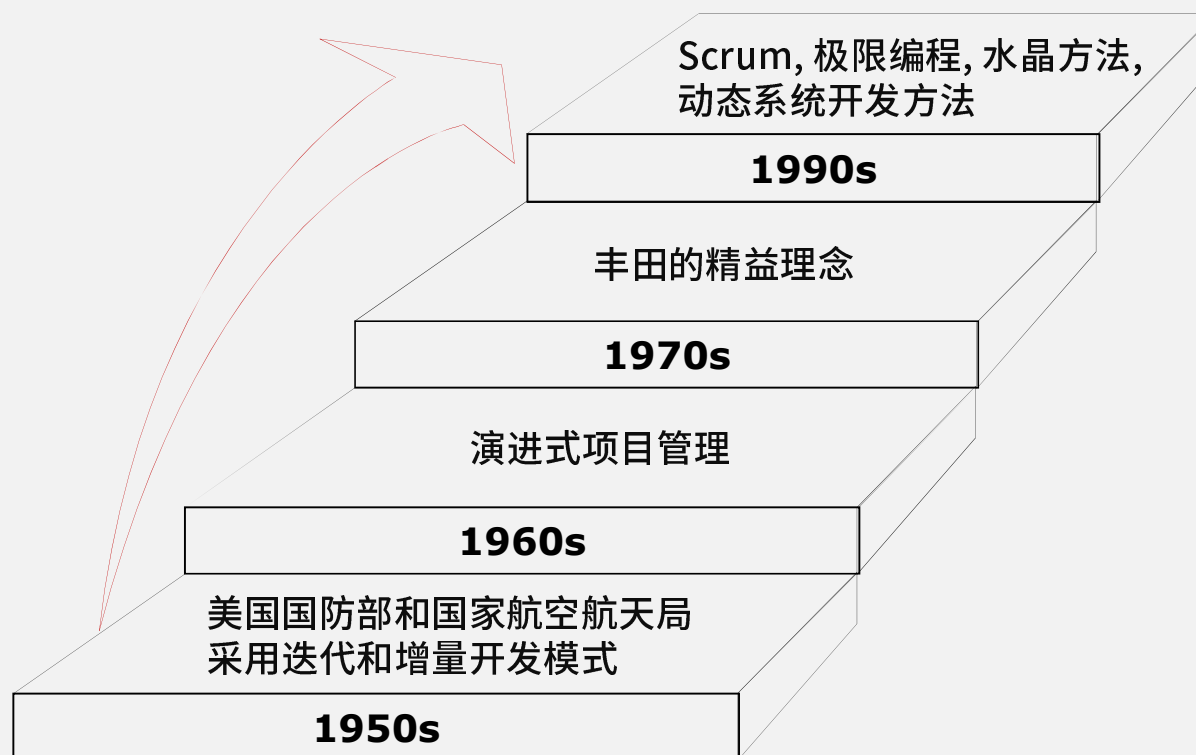 Scrum, 极限编程, 水晶方法,
动态系统开发方法
1990s
丰田的精益理念
1970s
演进式项目管理
1960s
美国国防部和国家航空航天局
采用迭代和增量开发模式
1950s